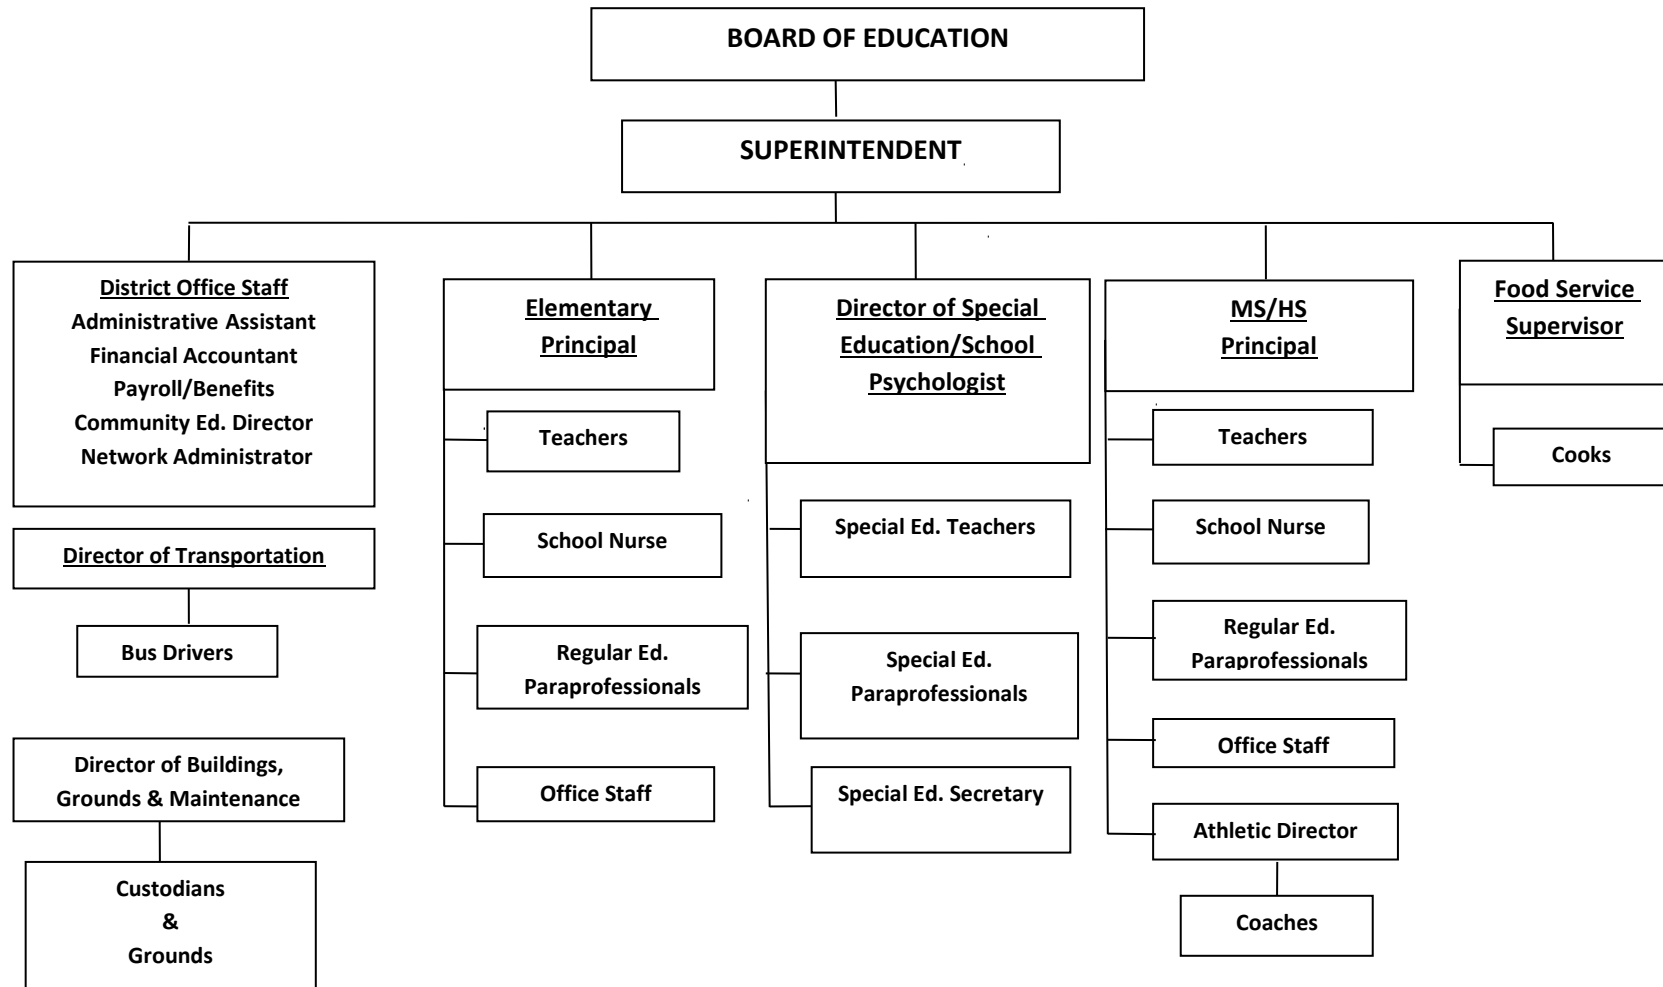 BOARD OF EDUCATION
SUPERINTENDENT
District Office Staff
Administrative Assistant
Financial Accountant
Payroll/Benefits
Community Ed. Director
Network Administrator
Director of Transportation
Bus Drivers
Director of Buildings,
Grounds & Maintenance
Custodians
&
Grounds
Elementary
Principal
Teachers
School Nurse
Regular Ed.
Paraprofessionals
Office Staff
Director of Special
Education/School
Psychologist
Special Ed. Teachers
Special Ed.
Paraprofessionals
Special Ed. Secretary
MS/HS
Principal
Teachers
School Nurse
Regular Ed.
Paraprofessionals
Office Staff
Athletic Director
Coaches
Food Service
Supervisor
Cooks